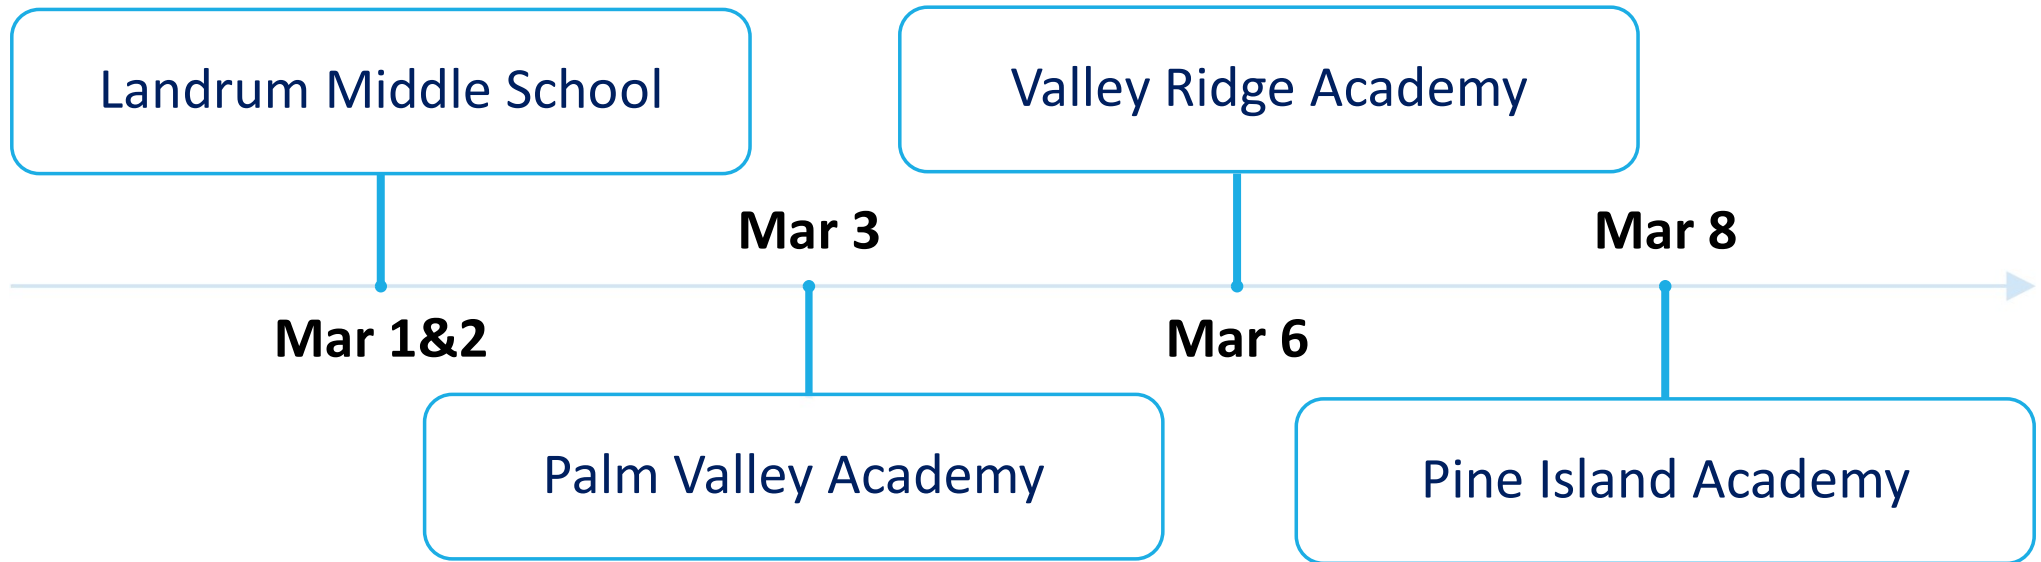 Landrum Middle School
Valley Ridge Academy
Mar 3
Mar 8
Mar 1&2
Mar 6
Palm Valley Academy
Pine Island Academy